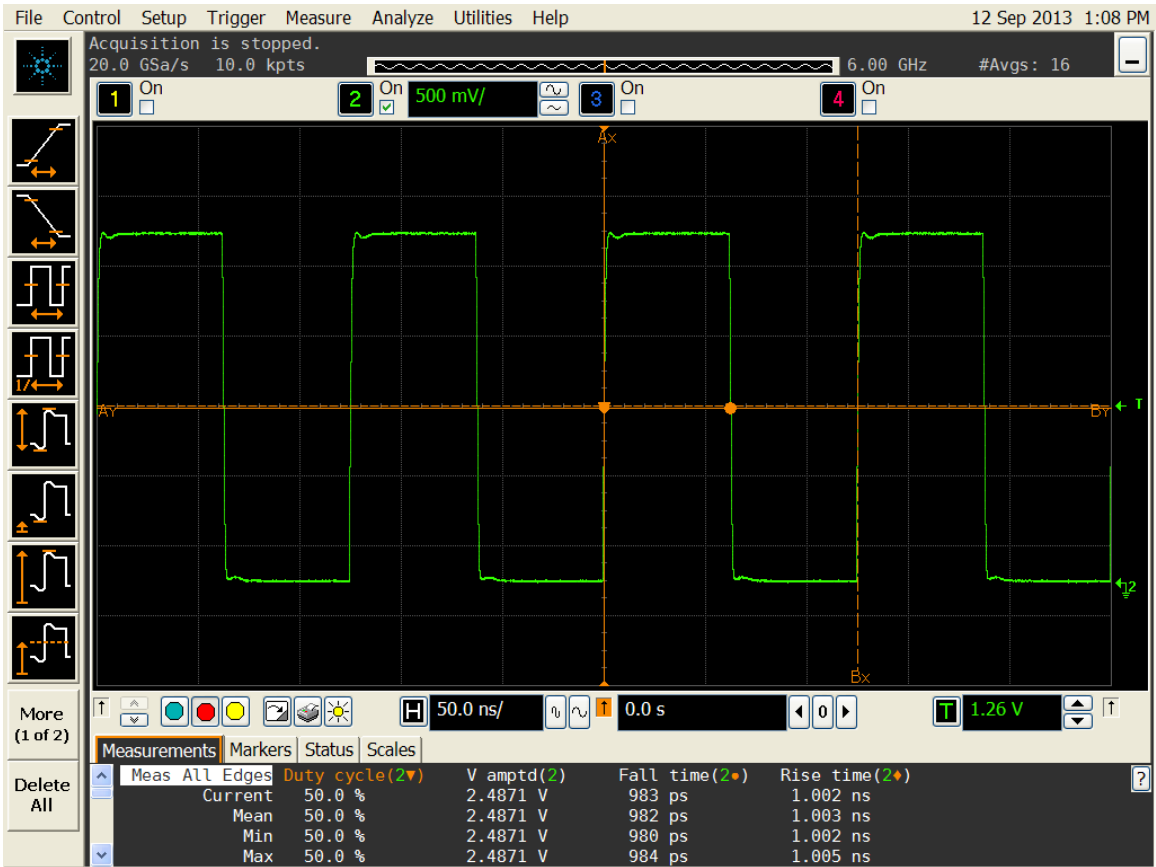 File Control Setup Trigger Measure Analyze Utilities Help 12 Sep 2013 1:08 PM
Acquisition is stopped.
20.0 GSa/s 10.0 kpts 6.00 GHz #Avgs: 16
1 On 2 On 500 mV/ 3 On 4 On
Ax
AY BY T
2
Bx
1/
More
(1 of 2)
Delete
All
H 50.0 ns/ 0.0 s 0 T 1.26 V
Measurements Markers Status Scales
Meas All Edges Duty cycle(2▼) V amptd(2) Fall time(2●) Rise time(2♦) ?
Current 50.0 % 2.4871 V 983 ps 1.002 ns
Mean 50.0 % 2.4871 V 982 ps 1.003 ns
Min 50.0 % 2.4871 V 980 ps 1.002 ns
Max 50.0 % 2.4871 V 984 ps 1.005 ns